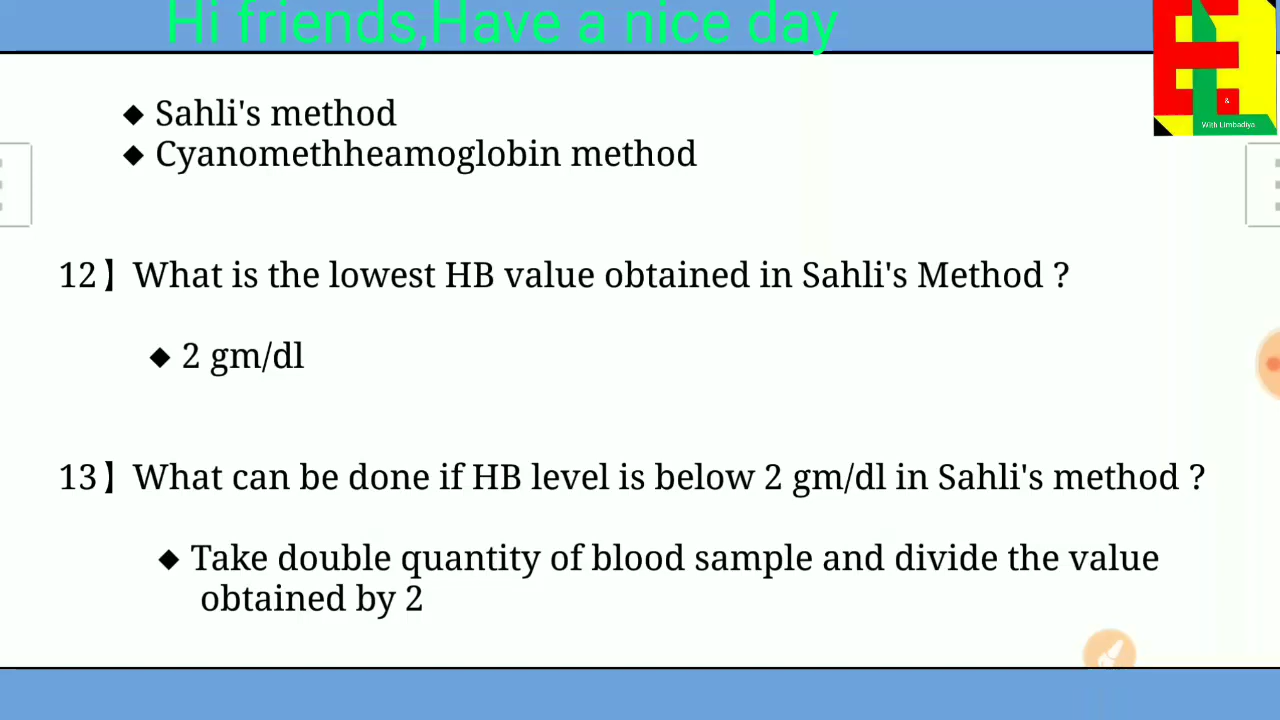 Hi friends,Have a nice day
&
With Limbadiya
◆ Sahli's method
◆ Cyanomethheamoglobin method
12】What is the lowest HB value obtained in Sahli's Method ?
◆ 2 gm/dl
13】What can be done if HB level is below 2 gm/dl in Sahli's method ?
◆ Take double quantity of blood sample and divide the value
obtained by 2